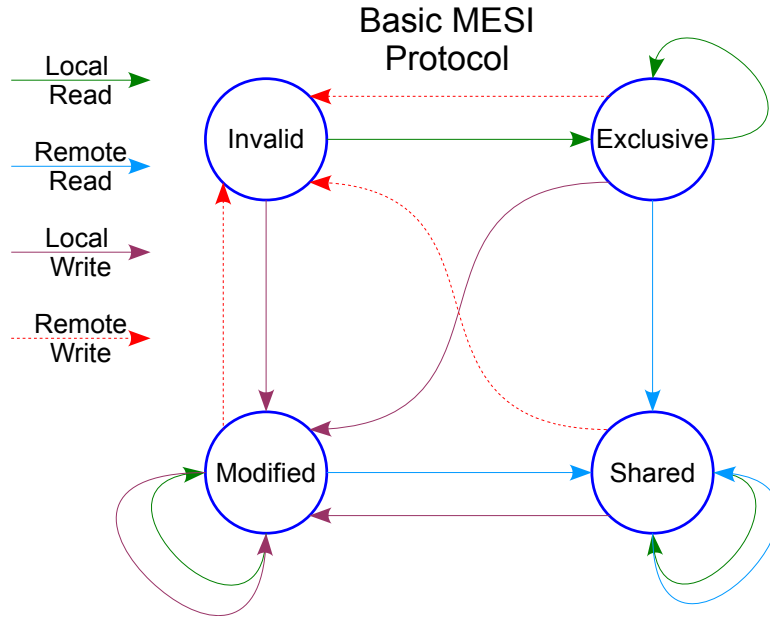 Basic MESI
Protocol
Local
Read
Remote
Read
Local
Write
Remote
Write
Invalid
Exclusive
Modified
Shared